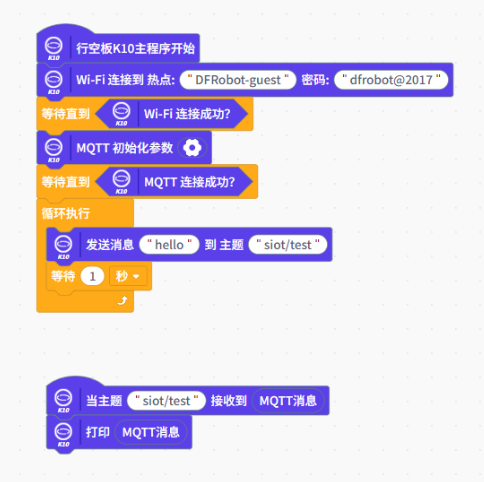 K10 行空板K10主程序开始
K10 Wi-Fi 连接到 热点: "DFRobot-guest" 密码: "dfrobot@2017"
等待直到 K10 Wi-Fi 连接成功?
K10 MQTT 初始化参数
等待直到 K10 MQTT 连接成功?
循环执行
K10 发送消息 "hello" 到 主题 "siot/test"
等待 1 秒
K10 当主题 "siot/test" 接收到 MQTT消息
K10 打印 MQTT消息